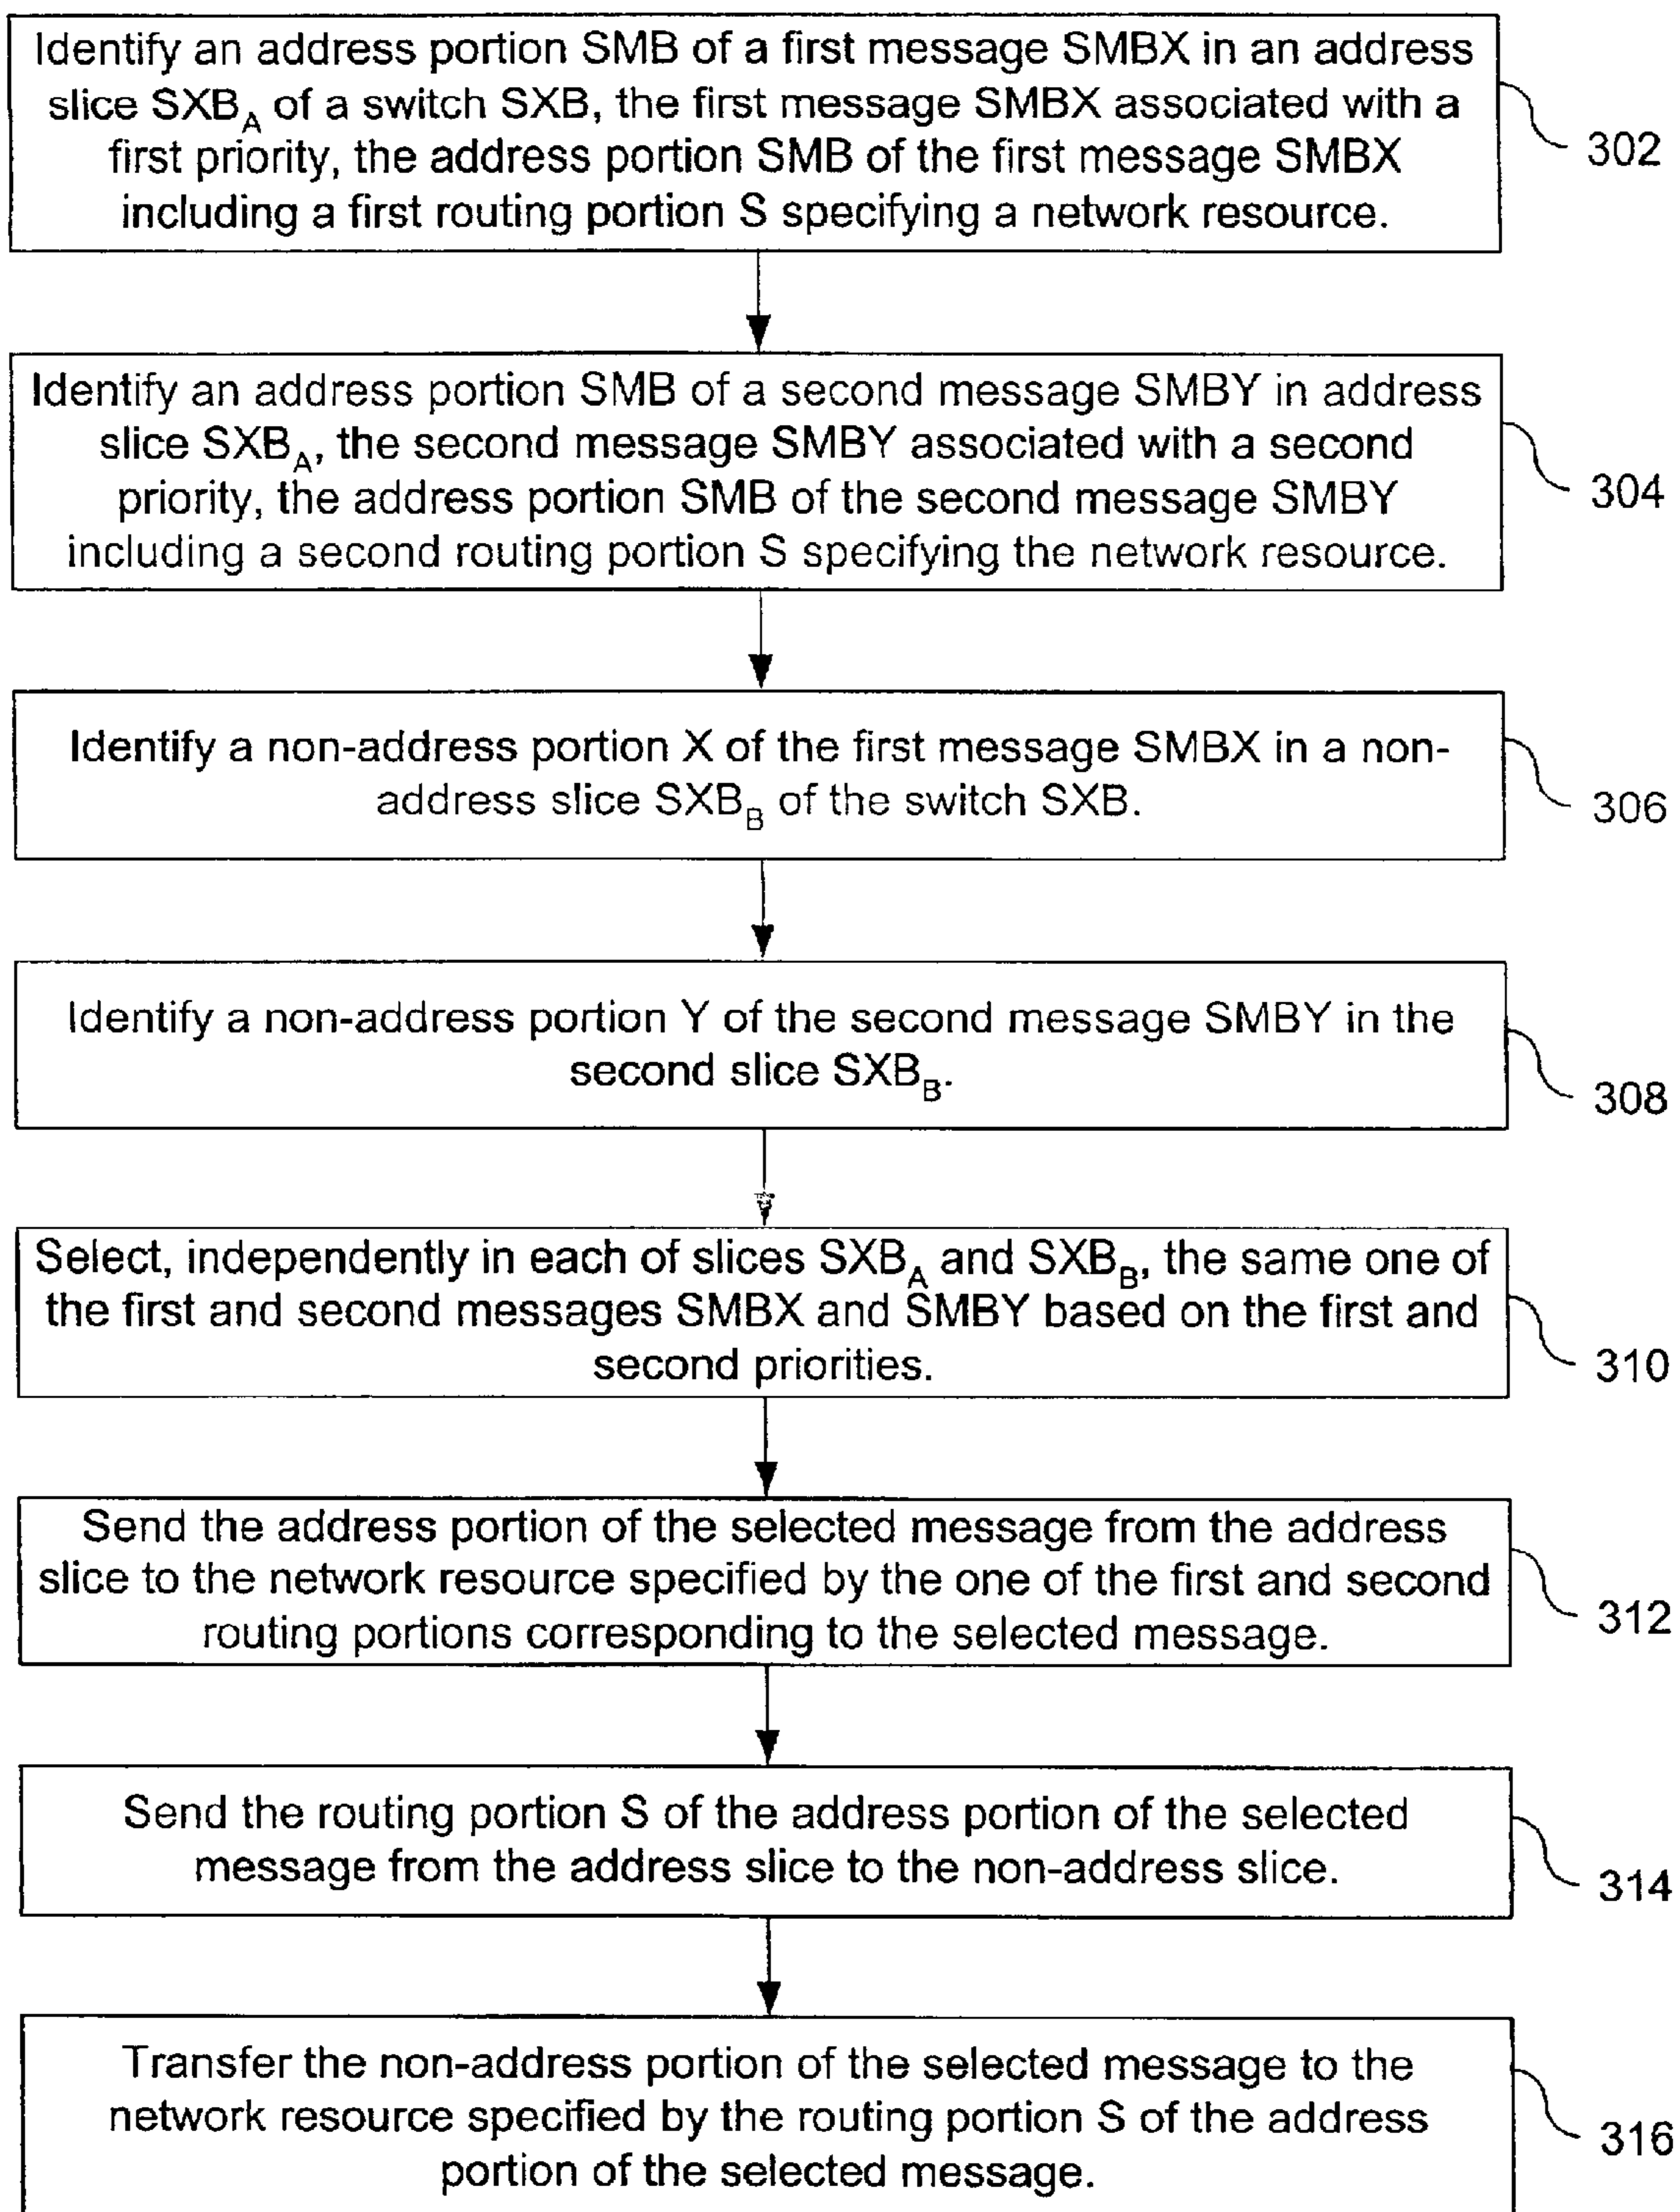 Identify an address portion SMB of a first message SMBX in an address
slice SXB_A of a switch SXB, the first message SMBX associated with a
first priority, the address portion SMB of the first message SMBX
including a first routing portion S specifying a network resource.
302
Identify an address portion SMB of a second message SMBY in address
slice SXB_A, the second message SMBY associated with a second
priority, the address portion SMB of the second message SMBY
including a second routing portion S specifying the network resource.
304
Identify a non-address portion X of the first message SMBX in a non-
address slice SXB_B of the switch SXB.
306
Identify a non-address portion Y of the second message SMBY in the
second slice SXB_B.
308
Select, independently in each of slices SXB_A and SXB_B, the same one of
the first and second messages SMBX and SMBY based on the first and
second priorities.
310
Send the address portion of the selected message from the address
slice to the network resource specified by the one of the first and second
routing portions corresponding to the selected message.
312
Send the routing portion S of the address portion of the selected
message from the address slice to the non-address slice.
314
Transfer the non-address portion of the selected message to the
network resource specified by the routing portion S of the address
portion of the selected message.
316